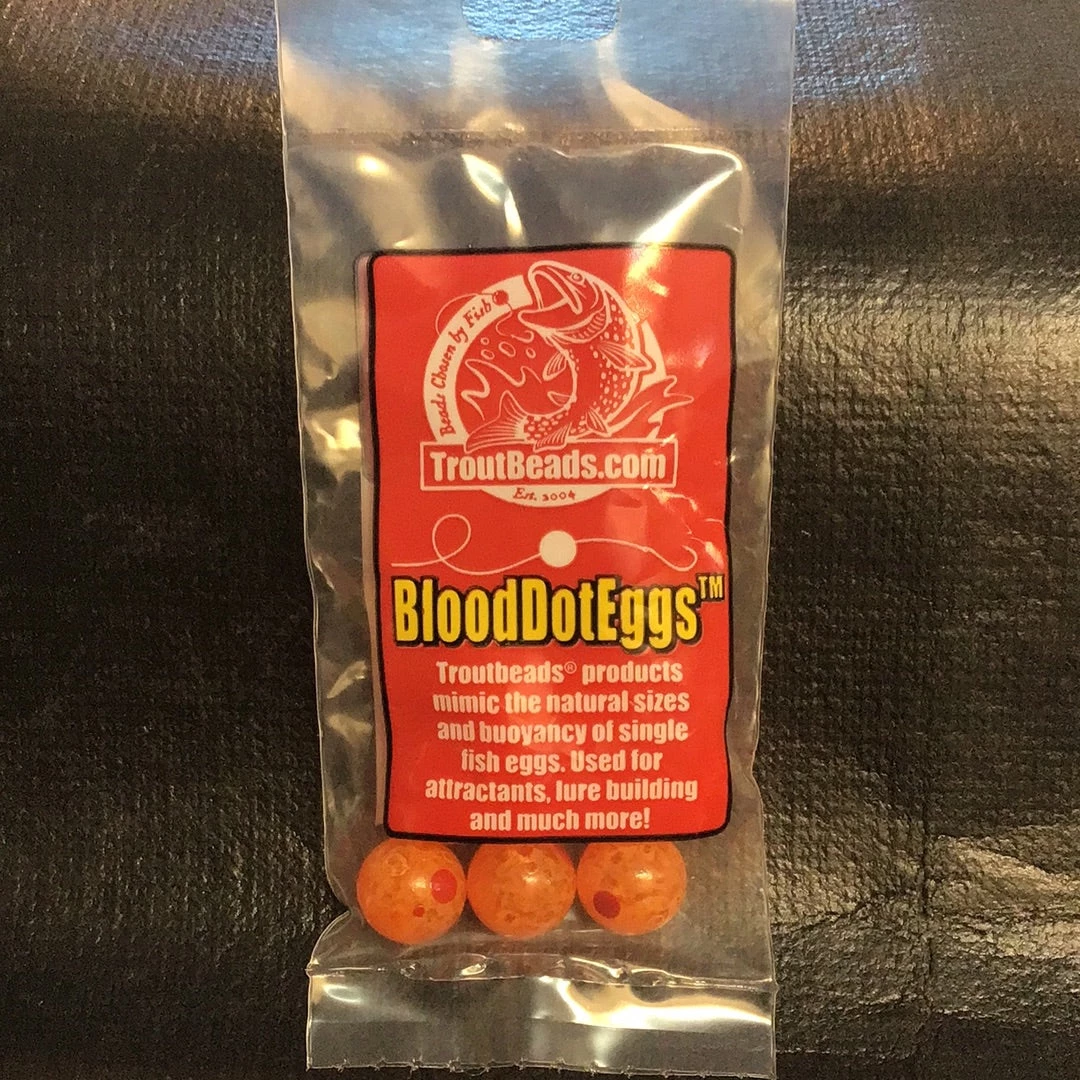 Beads Chosen by Fish
TroutBeads.com
Est. 2004
BloodDotEggs™
Troutbeads® products
mimic the natural sizes
and buoyancy of single
fish eggs. Used for
attractants, lure building
and much more!